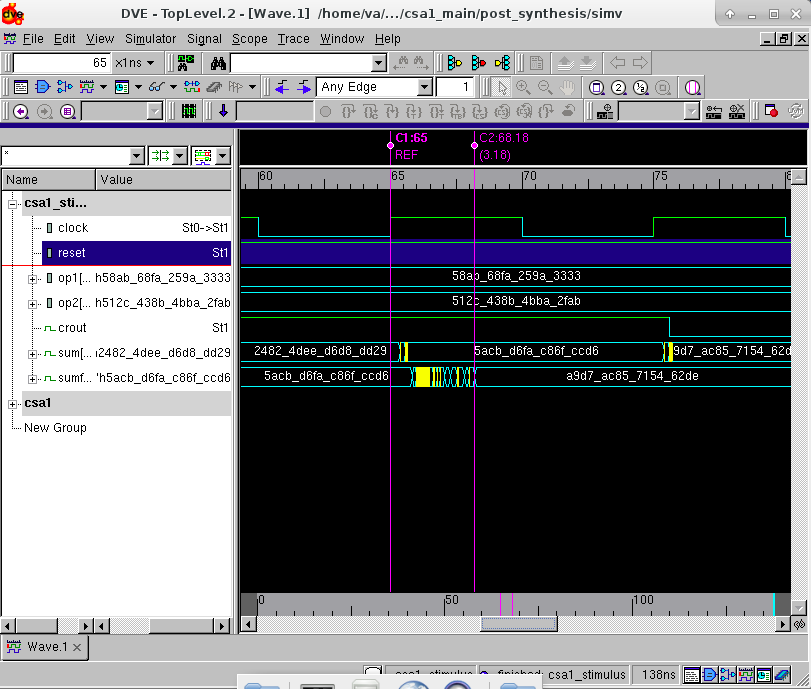 dve
DVE - TopLevel.2 - [Wave.1] /home/va/.../csa1_main/post_synthesis/simv
File Edit View Simulator Signal Scope Trace Window Help
65 x1ns
Any Edge 1
C1:65 C2:68.18
* REF (3.18)
Name Value 60 65 70 75 8
csa1_sti...
clock St0->St1
reset St1
op1[... h58ab_68fa_259a_3333 58ab_68fa_259a_3333
op2[... h512c_438b_4bba_2fab 512c_438b_4bba_2fab
crout St1
sum[... 2482_4dee_d6d8_dd29 2482_4dee_d6d8_dd29 5acb_d6fa_c86f_ccd6 9d7_ac85_7154_62d
sumf... 'h5acb_d6fa_c86f_ccd6 5acb_d6fa_c86f_ccd6 a9d7_ac85_7154_62de
csa1
New Group
0 50 100
Wave.1
finished: csa1_stimulus 138ns